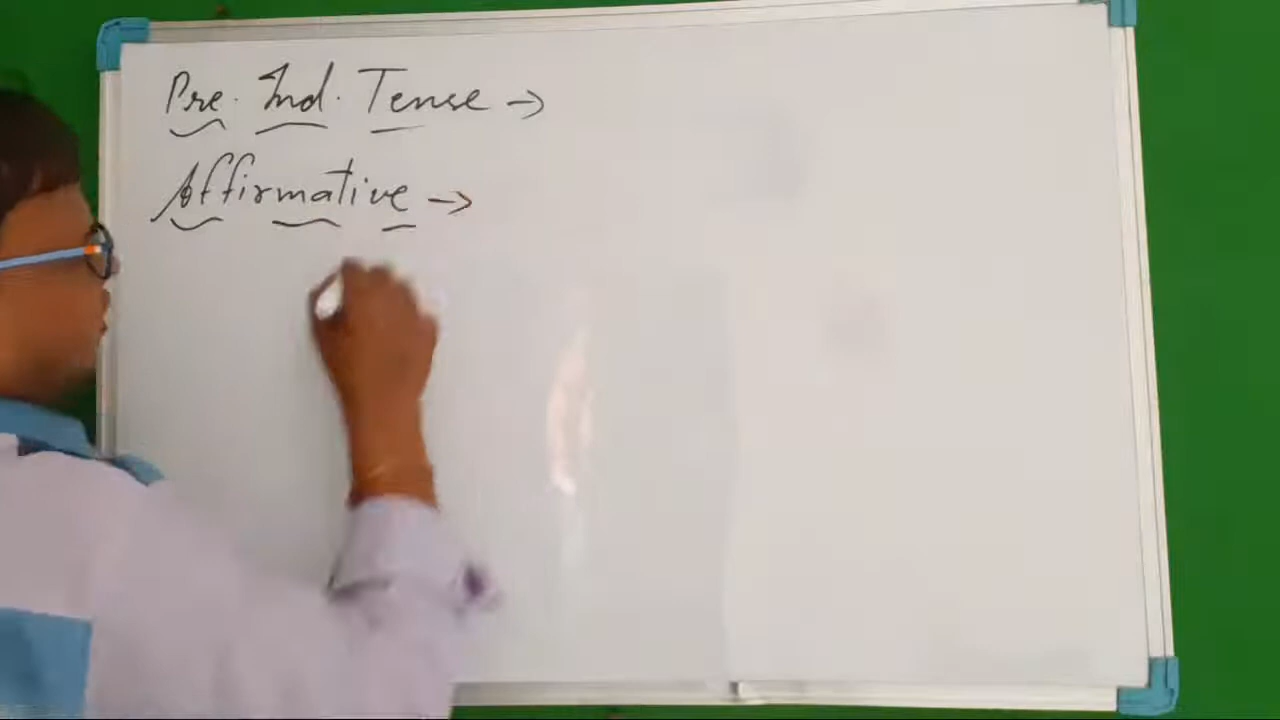 Pre. Ind. Tense →
Affirmative →